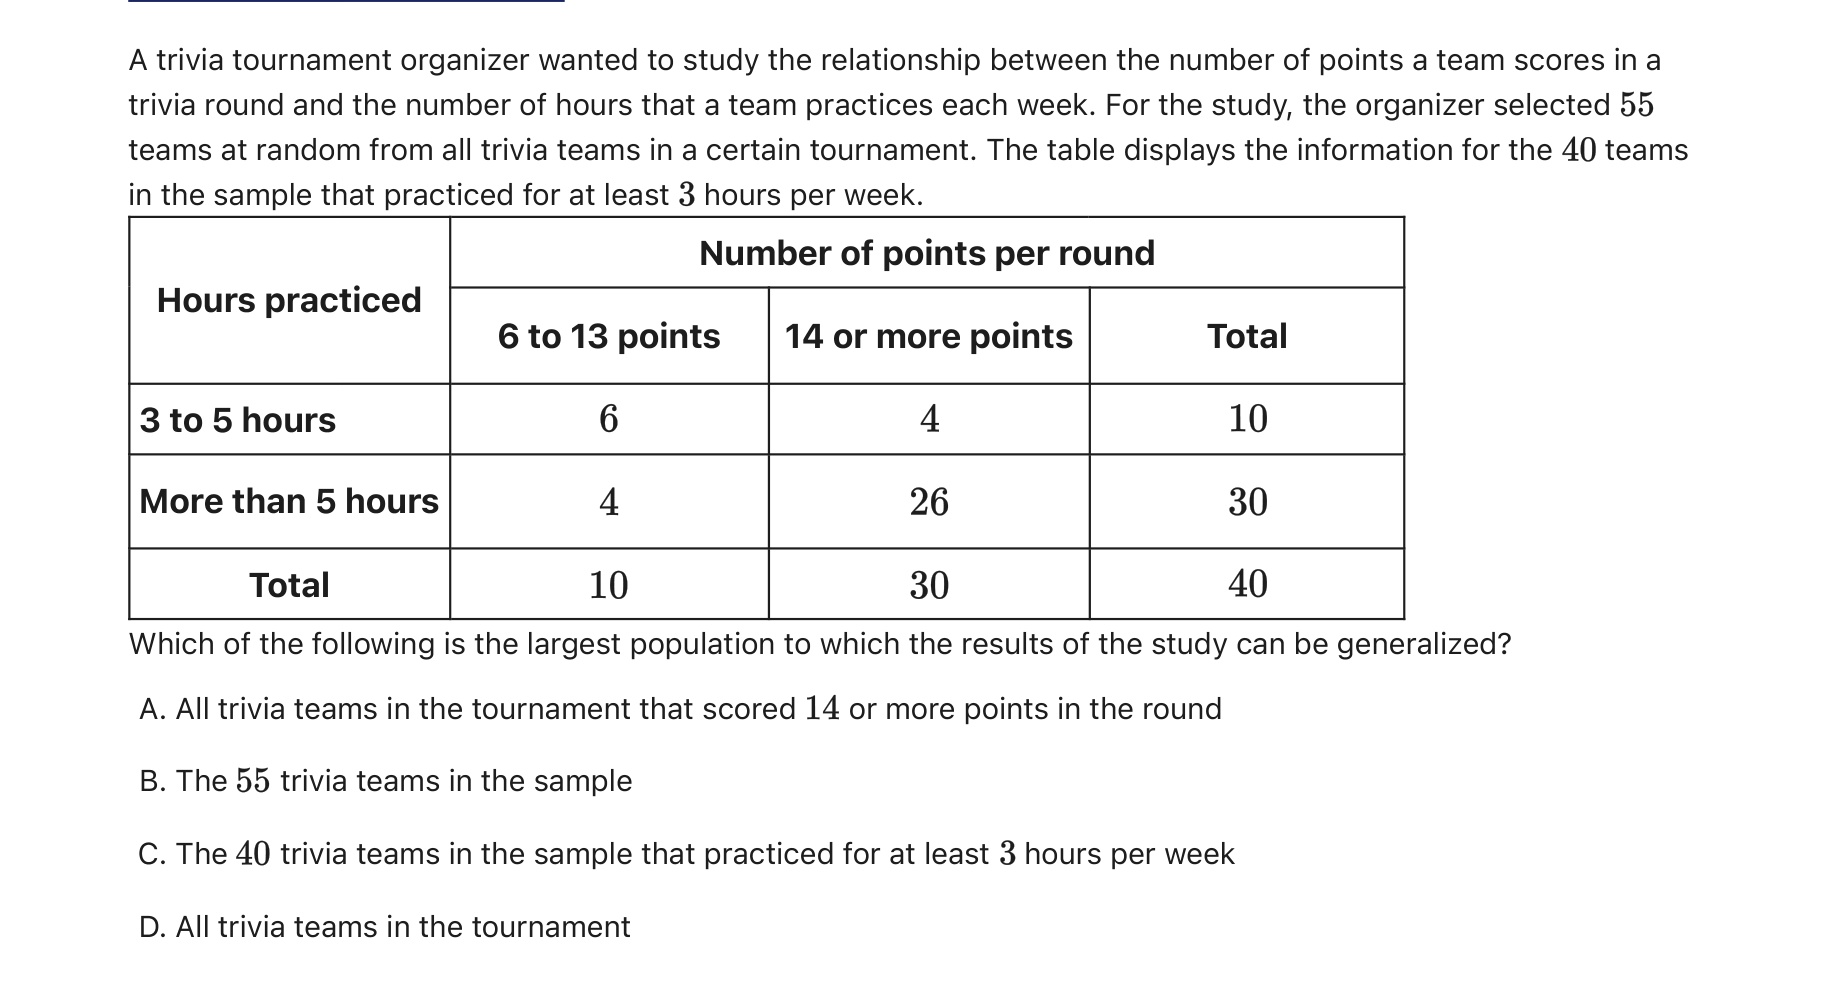 A trivia tournament organizer wanted to study the relationship between the number of points a team scores in a
trivia round and the number of hours that a team practices each week. For the study, the organizer selected 55
teams at random from all trivia teams in a certain tournament. The table displays the information for the 40 teams
in the sample that practiced for at least 3 hours per week.
Number of points per round
Hours practiced
6 to 13 points 14 or more points Total
3 to 5 hours 6 4 10
More than 5 hours 4 26 30
Total 10 30 40
Which of the following is the largest population to which the results of the study can be generalized?
A. All trivia teams in the tournament that scored 14 or more points in the round
B. The 55 trivia teams in the sample
C. The 40 trivia teams in the sample that practiced for at least 3 hours per week
D. All trivia teams in the tournament